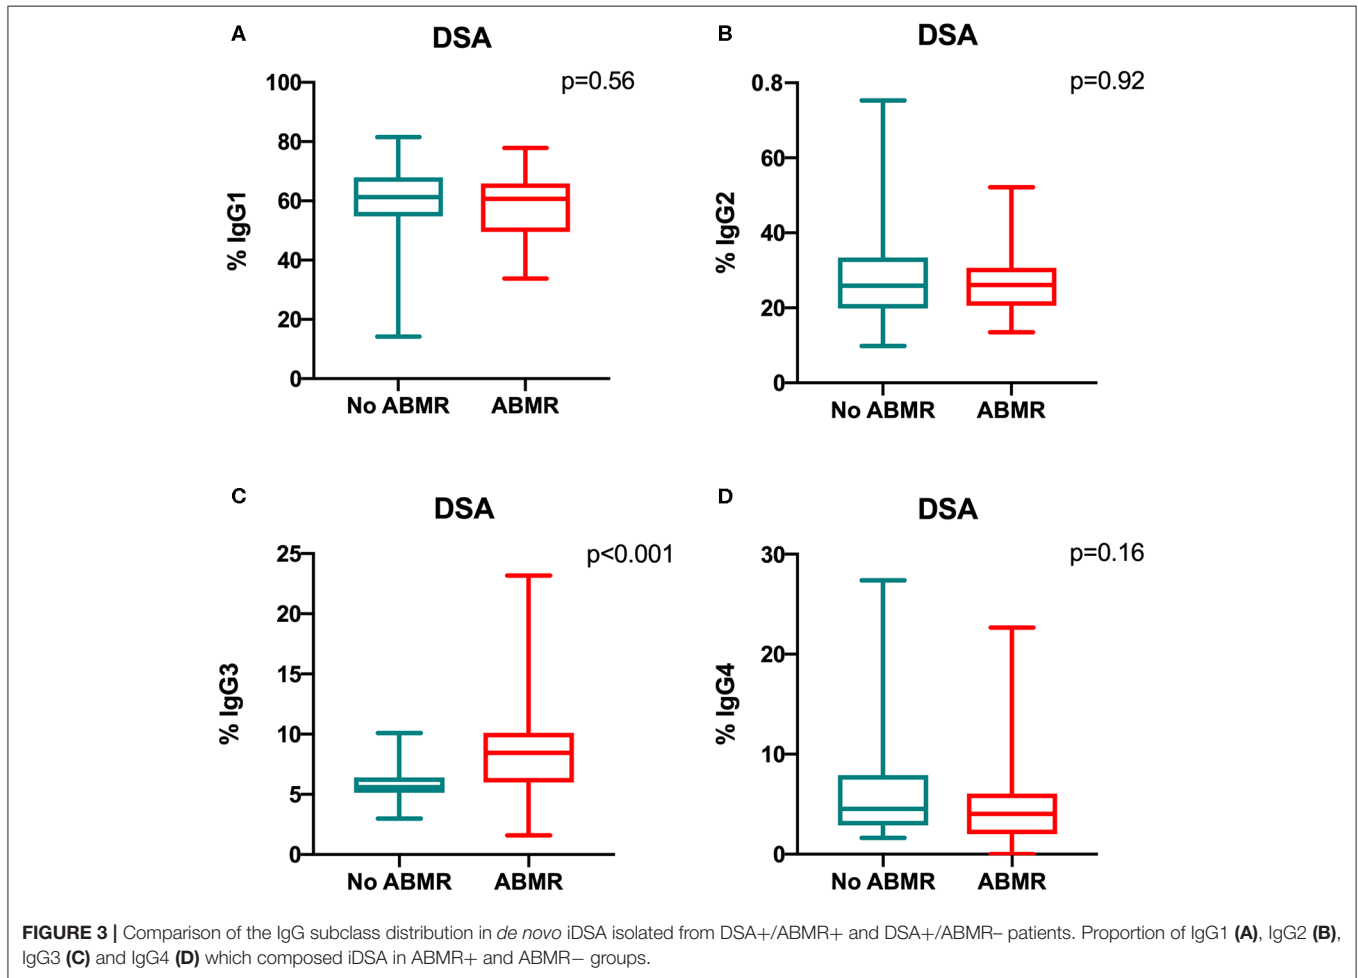 A
DSA
p=0.56
100
80
60
40
20
0
% IgG1
No ABMR ABMR
B
DSA
p=0.92
0.8
60
40
20
0
% IgG2
No ABMR ABMR
C
DSA
p<0.001
25
20
15
10
5
0
% IgG3
No ABMR ABMR
D
DSA
p=0.16
30
20
10
0
% IgG4
No ABMR ABMR
FIGURE 3 | Comparison of the IgG subclass distribution in de novo iDSA isolated from DSA+/ABMR+ and DSA+/ABMR− patients. Proportion of IgG1 (A), IgG2 (B),
IgG3 (C) and IgG4 (D) which composed iDSA in ABMR+ and ABMR− groups.